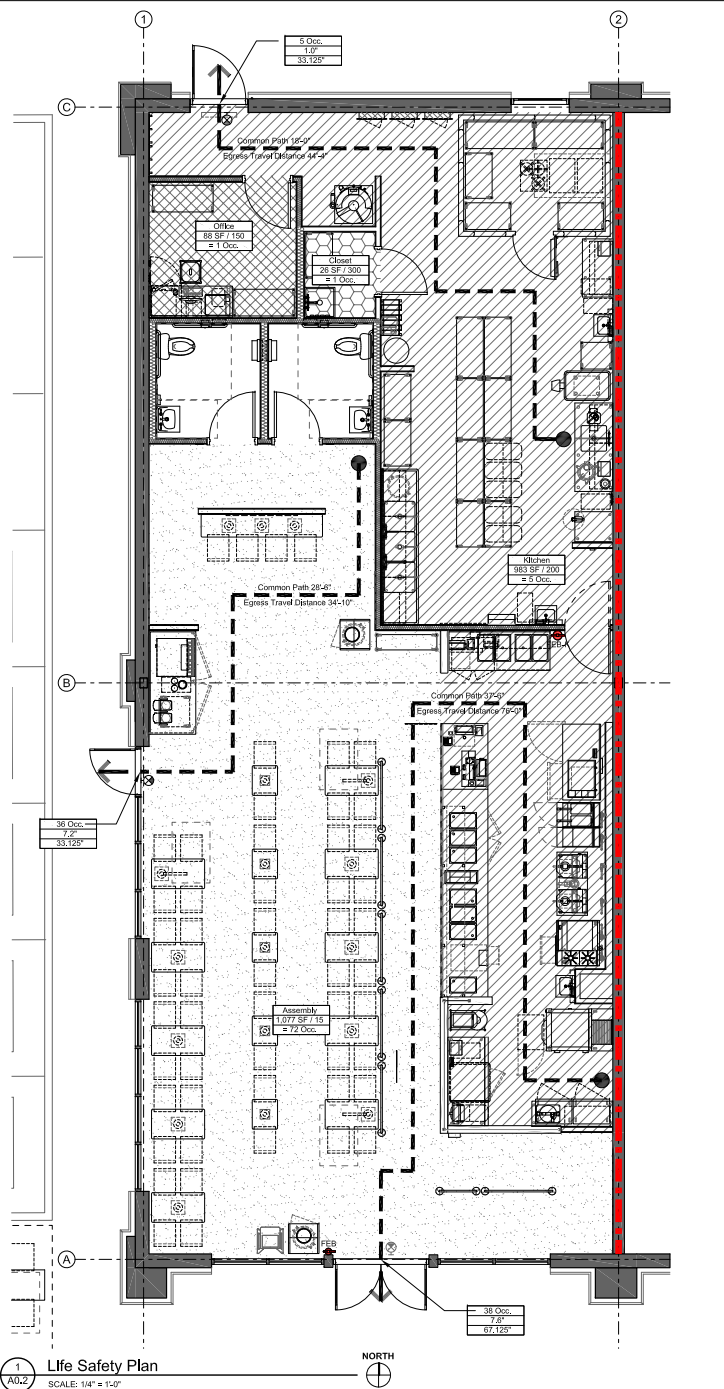 1
2
5 Occ.
1.0"
33.125"
C
Common Path 18'-0"
Egress Travel Distance 44'-4"
Office
88 SF / 150
= 1 Occ.
Closet
26 SF / 300
= 1 Occ.
Kitchen
983 SF / 200
= 5 Occ.
Common Path 28'-6"
Egress Travel Distance 34'-10"
B
Common Path 37'-6"
Egress Travel Distance 76'-0"
36 Occ.
7.2"
33.125"
Assembly
1,077 SF / 15
= 72 Occ.
FEB
A
38 Occ.
7.6"
67.125"
1
A0.2
Life Safety Plan
SCALE: 1/4" = 1'-0"
NORTH